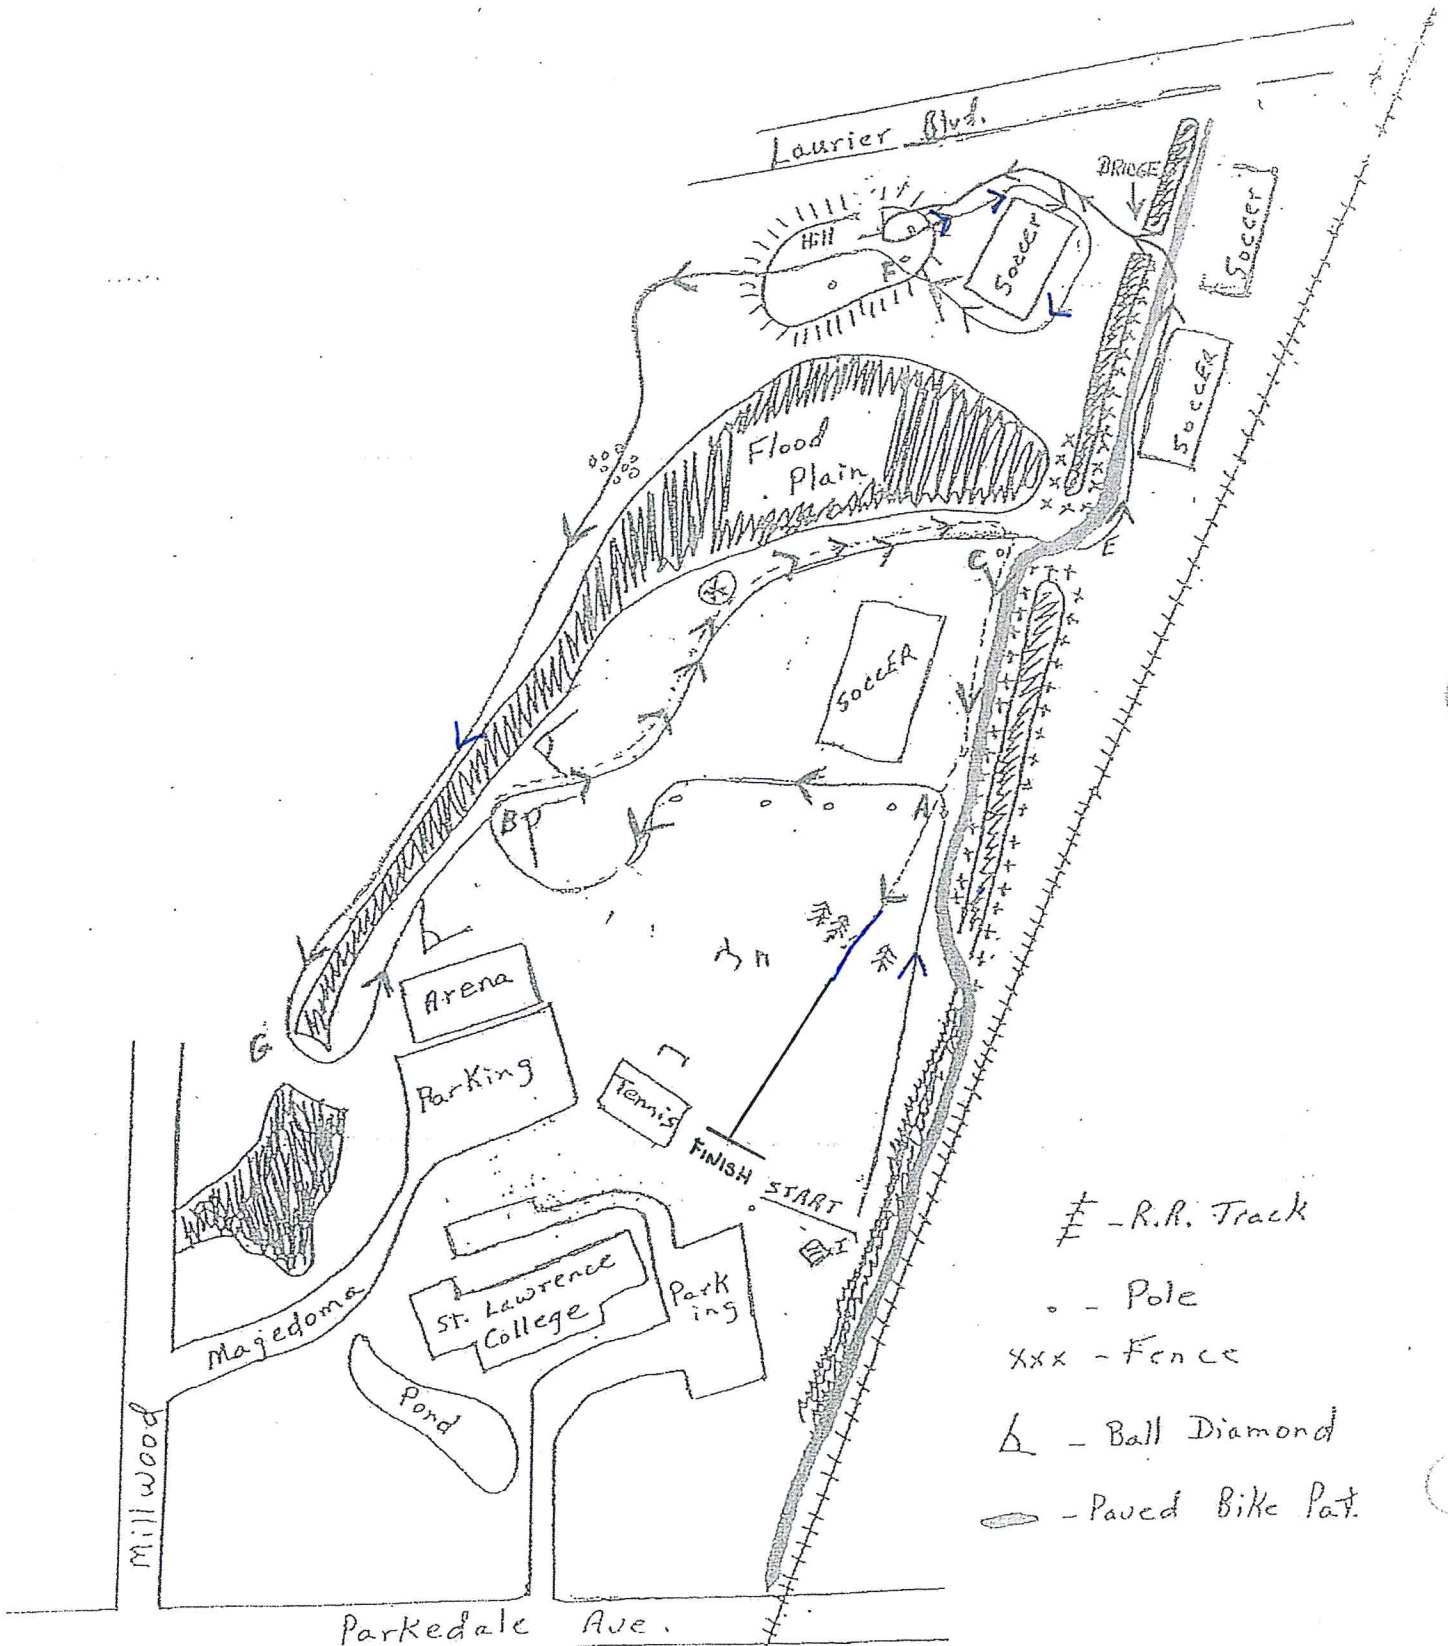 Laurier Blvd.
BRIDGE
Soccer
Hill
F
Soccer
SOCCER
Flood
Plain
C
E
SOCCER
B
A
Arena
G
Parking
Tennis
FINISH
START
St. Lawrence
College
Park
ing
Magedoma
Pond
Millwood
Parkedale Ave.
- R.R. Track
- Pole
xxx - Fence
- Ball Diamond
- Paved Bike Pat.